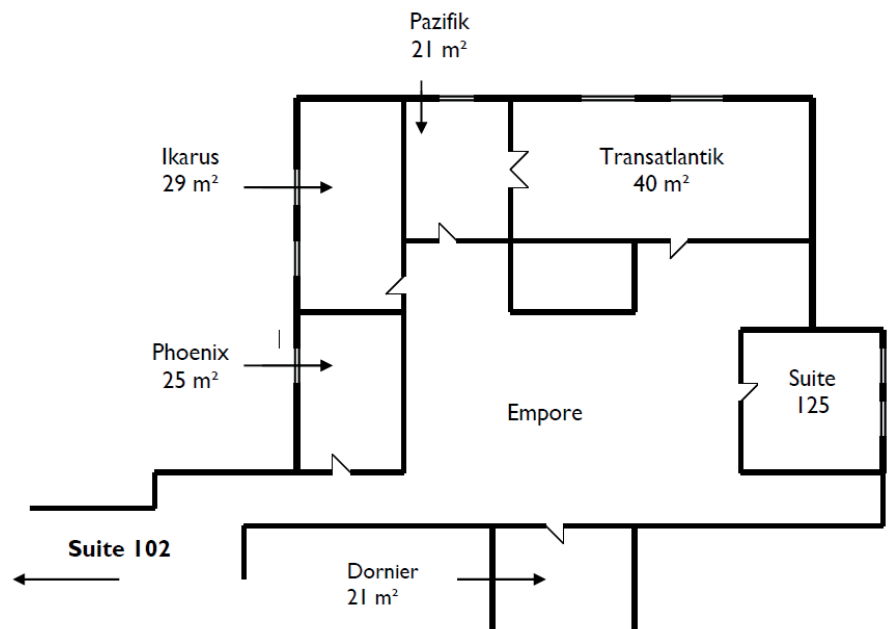 Pazifik
21 m²
Ikarus
29 m²
Transatlantik
40 m²
Phoenix
25 m²
Suite
125
Empore
Suite 102
Dornier
21 m²